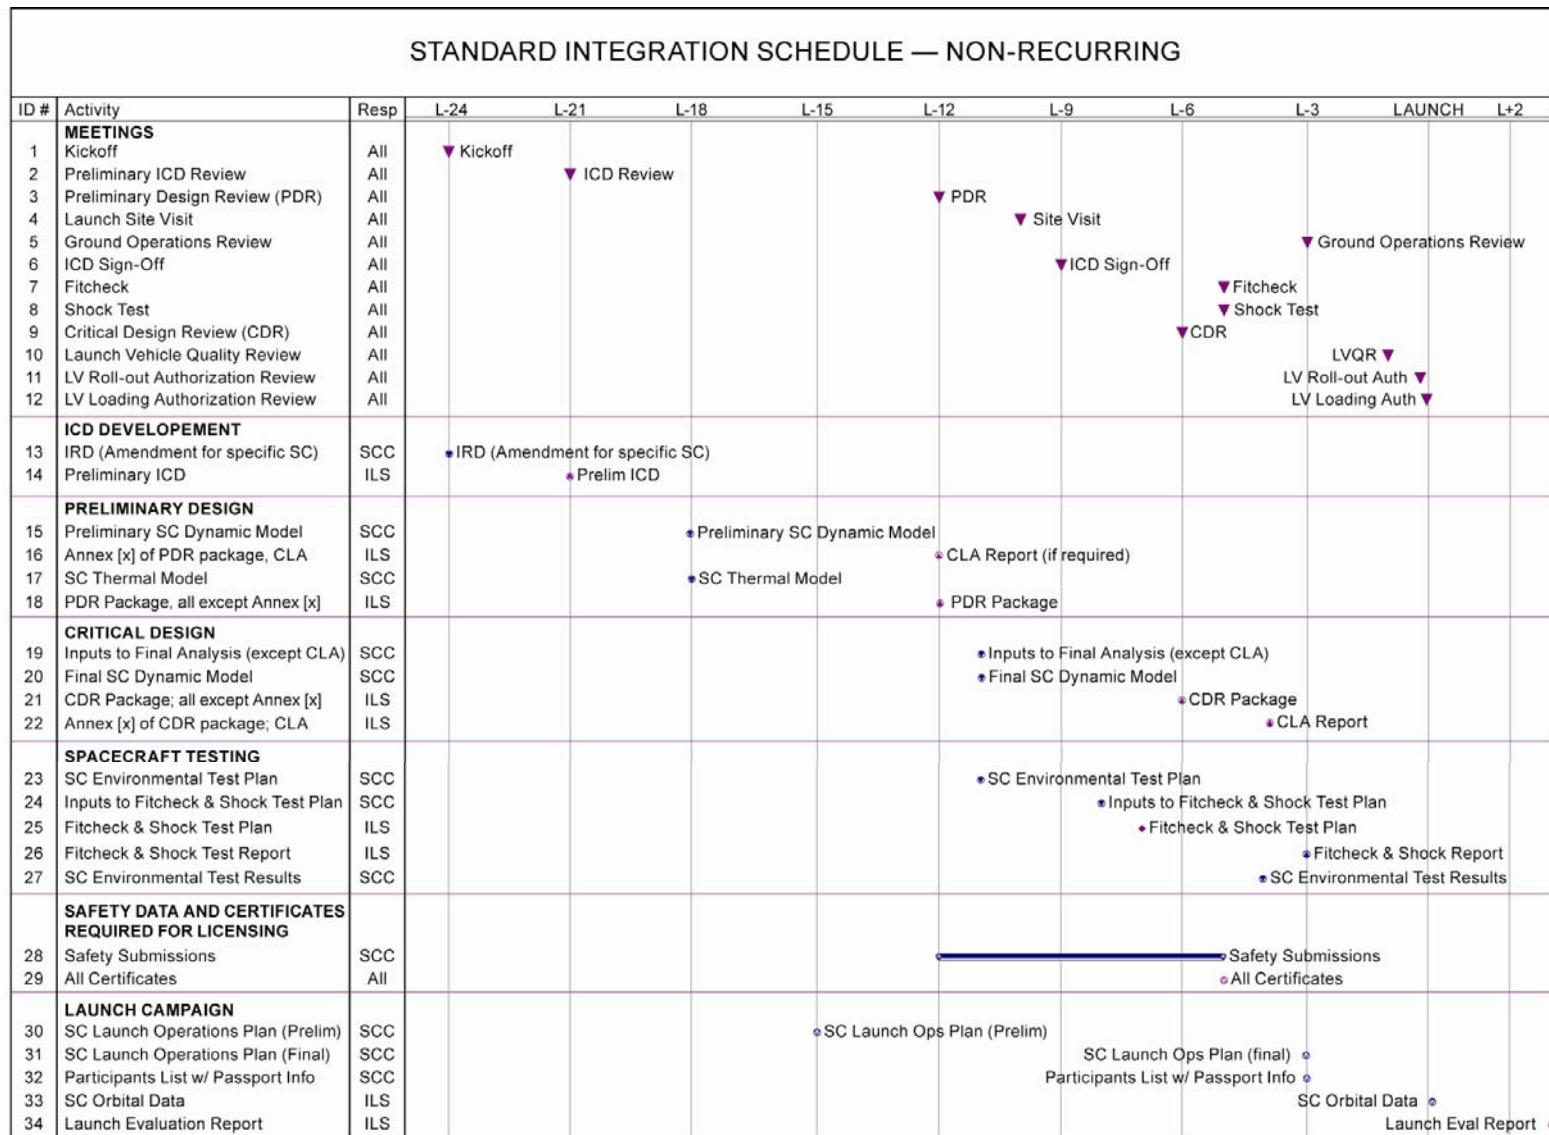 STANDARD INTEGRATION SCHEDULE — NON-RECURRING
ID # Activity Resp L-24 L-21 L-18 L-15 L-12 L-9 L-6 L-3 LAUNCH L+2
MEETINGS
1 Kickoff All Kickoff
2 Preliminary ICD Review All ICD Review
3 Preliminary Design Review (PDR) All PDR
4 Launch Site Visit All Site Visit
5 Ground Operations Review All Ground Operations Review
6 ICD Sign-Off All ICD Sign-Off
7 Fitcheck All Fitcheck
8 Shock Test All Shock Test
9 Critical Design Review (CDR) All CDR
10 Launch Vehicle Quality Review All LVQR
11 LV Roll-out Authorization Review All LV Roll-out Auth
12 LV Loading Authorization Review All LV Loading Auth
ICD DEVELOPEMENT
13 IRD (Amendment for specific SC) SCC IRD (Amendment for specific SC)
14 Preliminary ICD ILS Prelim ICD
PRELIMINARY DESIGN
15 Preliminary SC Dynamic Model SCC Preliminary SC Dynamic Model
16 Annex [x] of PDR package, CLA ILS CLA Report (if required)
17 SC Thermal Model SCC SC Thermal Model
18 PDR Package, all except Annex [x] ILS PDR Package
CRITICAL DESIGN
19 Inputs to Final Analysis (except CLA) SCC Inputs to Final Analysis (except CLA)
20 Final SC Dynamic Model SCC Final SC Dynamic Model
21 CDR Package; all except Annex [x] ILS CDR Package
22 Annex [x] of CDR package; CLA ILS CLA Report
SPACECRAFT TESTING
23 SC Environmental Test Plan SCC SC Environmental Test Plan
24 Inputs to Fitcheck & Shock Test Plan SCC Inputs to Fitcheck & Shock Test Plan
25 Fitcheck & Shock Test Plan ILS Fitcheck & Shock Test Plan
26 Fitcheck & Shock Test Report ILS Fitcheck & Shock Report
27 SC Environmental Test Results SCC SC Environmental Test Results
SAFETY DATA AND CERTIFICATES
REQUIRED FOR LICENSING
28 Safety Submissions SCC Safety Submissions
29 All Certificates All All Certificates
LAUNCH CAMPAIGN
30 SC Launch Operations Plan (Prelim) SCC SC Launch Ops Plan (Prelim)
31 SC Launch Operations Plan (Final) SCC SC Launch Ops Plan (final)
32 Participants List w/ Passport Info SCC Participants List w/ Passport Info
33 SC Orbital Data ILS SC Orbital Data
34 Launch Evaluation Report ILS Launch Eval Report